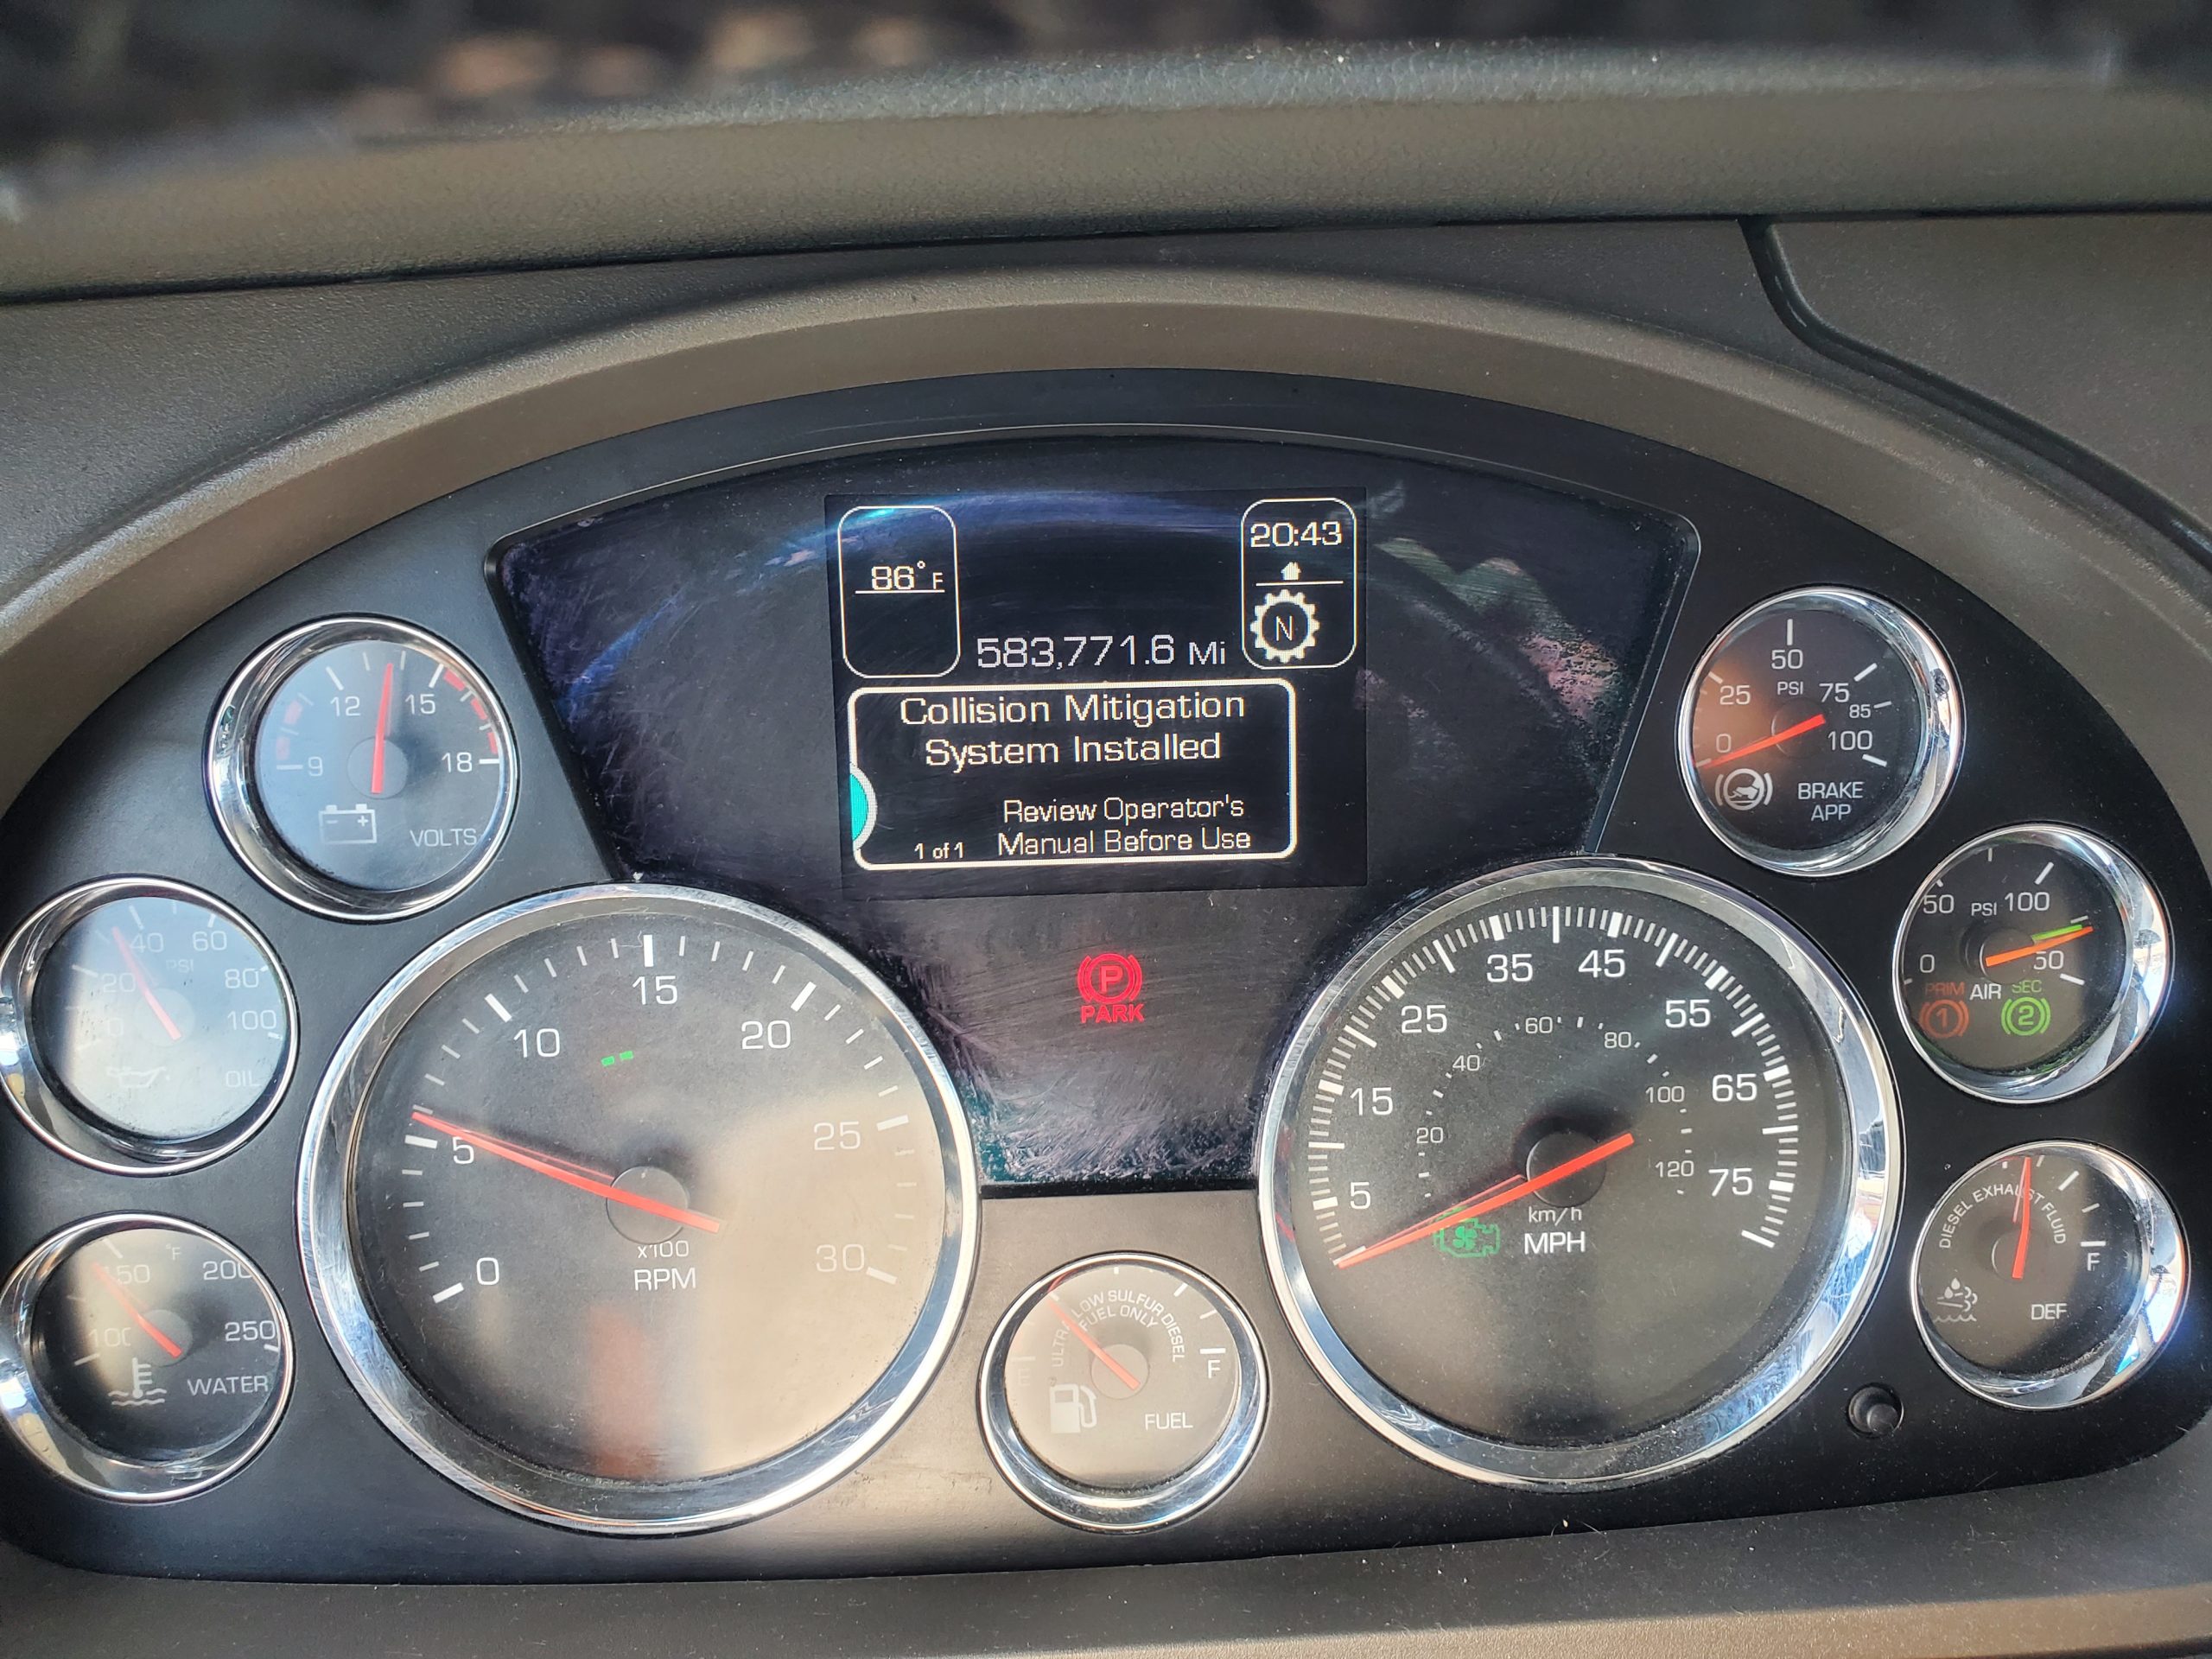 86°F
20:43
N
583,771.6 Mi
Collision Mitigation
System Installed
Review Operator's
1 of 1 Manual Before Use
9 12 15 18
VOLTS
0 25 50 75 85 100
PSI
BRAKE
APP
20 40 60 80 100
PSI
OIL
0 5 10 15 20 25 30
x100
RPM
P
PARK
5 15 25 35 45 55 65 75
20 40 60 80 100 120
km/h
MPH
0 50 100
PSI
50
PRIM AIR SEC
1 2
°F
200
250
WATER
ULTRA LOW SULFUR DIESEL
FUEL ONLY
F
FUEL
DIESEL EXHAUST FLUID
F
DEF